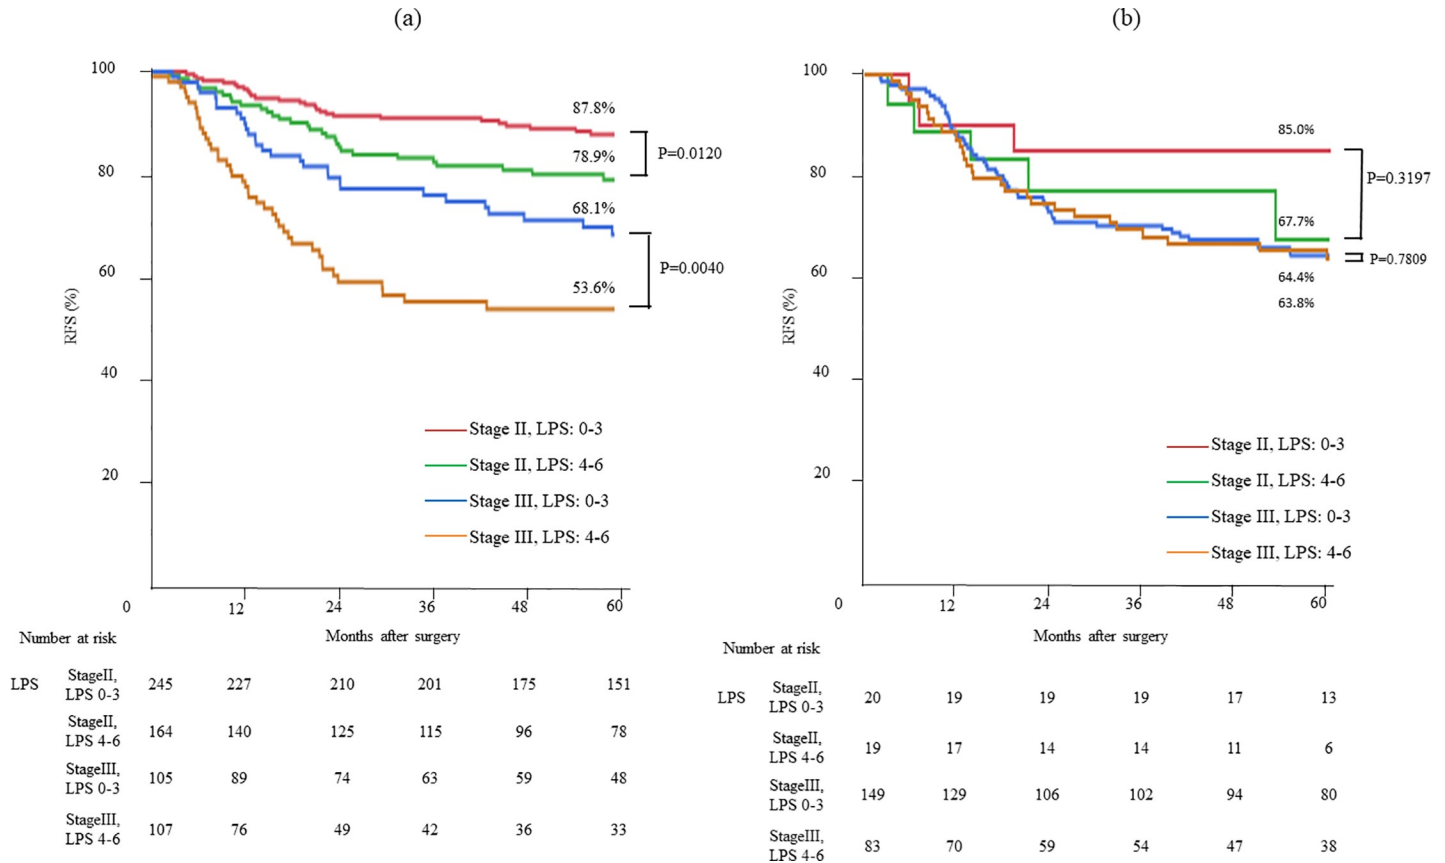 (a)
100
80
60
40
20
RFS (%)
87.8%
78.9%
68.1%
53.6%
P=0.0120
P=0.0040
Stage II, LPS: 0-3
Stage II, LPS: 4-6
Stage III, LPS: 0-3
Stage III, LPS: 4-6
0 12 24 36 48 60
Months after surgery
Number at risk
LPS
StageII,
LPS 0-3
245 227 210 201 175 151
StageII,
LPS 4-6
164 140 125 115 96 78
StageIII,
LPS 0-3
105 89 74 63 59 48
StageIII,
LPS 4-6
107 76 49 42 36 33
(b)
100
80
60
40
20
RFS (%)
85.0%
67.7%
64.4%
63.8%
P=0.3197
P=0.7809
Stage II, LPS: 0-3
Stage II, LPS: 4-6
Stage III, LPS: 0-3
Stage III, LPS: 4-6
0 12 24 36 48 60
Months after surgery
Number at risk
LPS
StageII,
LPS 0-3
20 19 19 19 17 13
StageII,
LPS 4-6
19 17 14 14 11 6
StageIII,
LPS 0-3
149 129 106 102 94 80
StageIII,
LPS 4-6
83 70 59 54 47 38